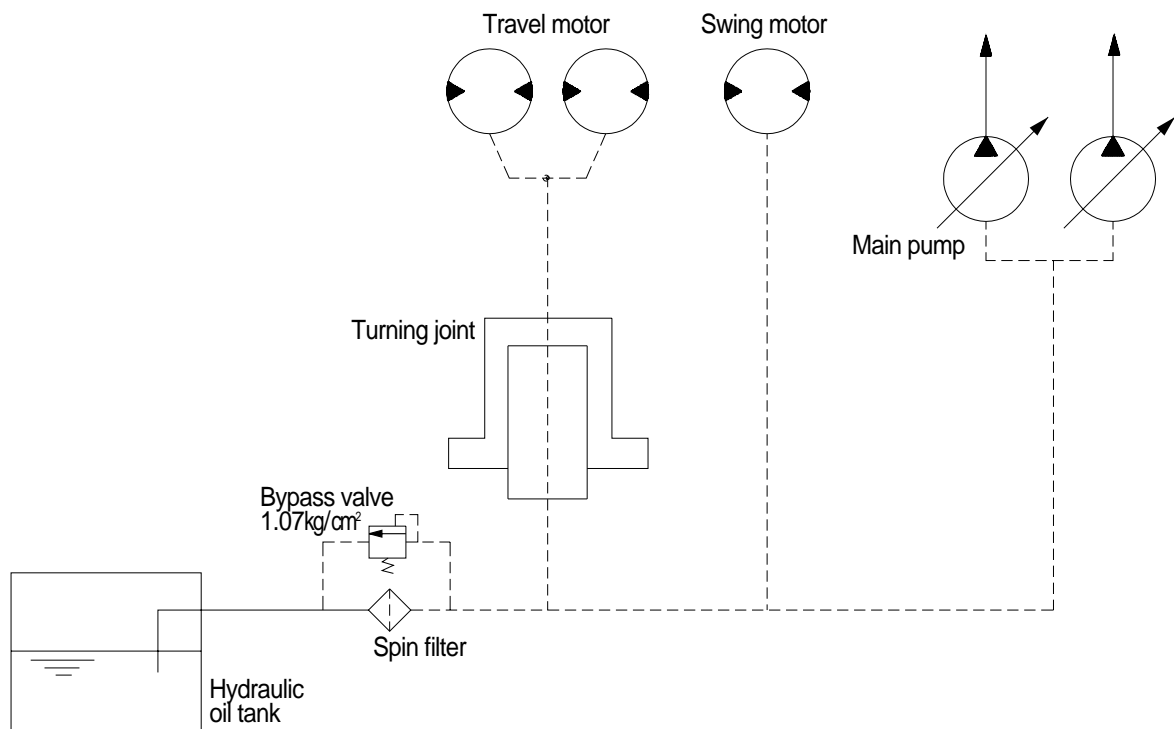 Travel motor
Swing motor
Main pump
Turning joint
Bypass valve
1.07kg/cm²
Spin filter
Hydraulic
oil tank